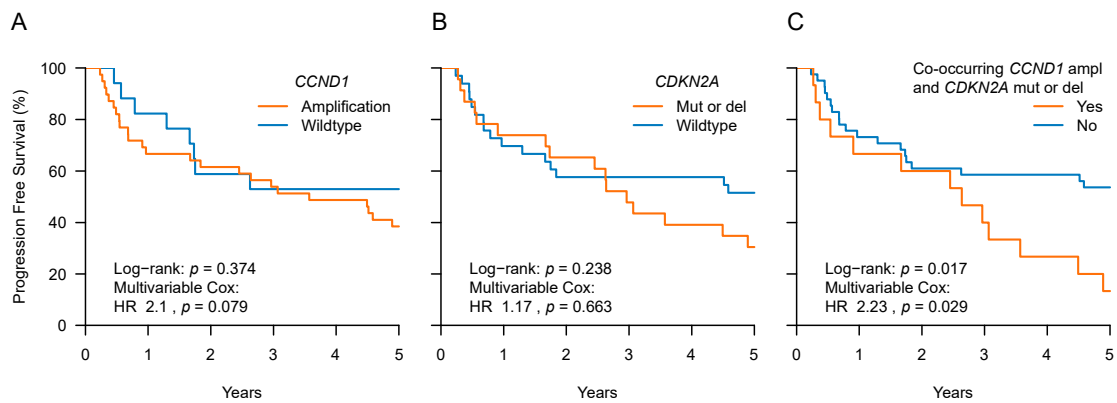 A
B
C
Progression Free Survival (%)
100
80
60
40
20
0
CCND1
Amplification
Wildtype
Log−rank: p = 0.374
Multivariable Cox:
HR 2.1 , p = 0.079
0 1 2 3 4 5
Years
CDKN2A
Mut or del
Wildtype
Log−rank: p = 0.238
Multivariable Cox:
HR 1.17 , p = 0.663
0 1 2 3 4 5
Years
Co-occurring CCND1 ampl
and CDKN2A mut or del
Yes
No
Log−rank: p = 0.017
Multivariable Cox:
HR 2.23 , p = 0.029
0 1 2 3 4 5
Years